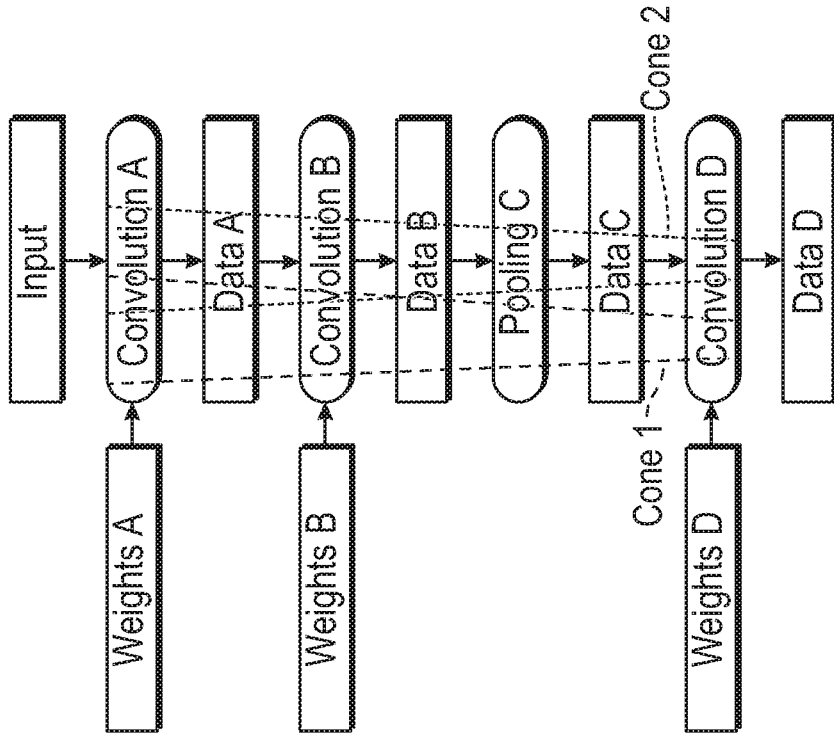 Input
Weights A
Convolution A
Data A
Weights B
Convolution B
Data B
Pooling C
Data C
Cone 1
Cone 2
Weights D
Convolution D
Data D